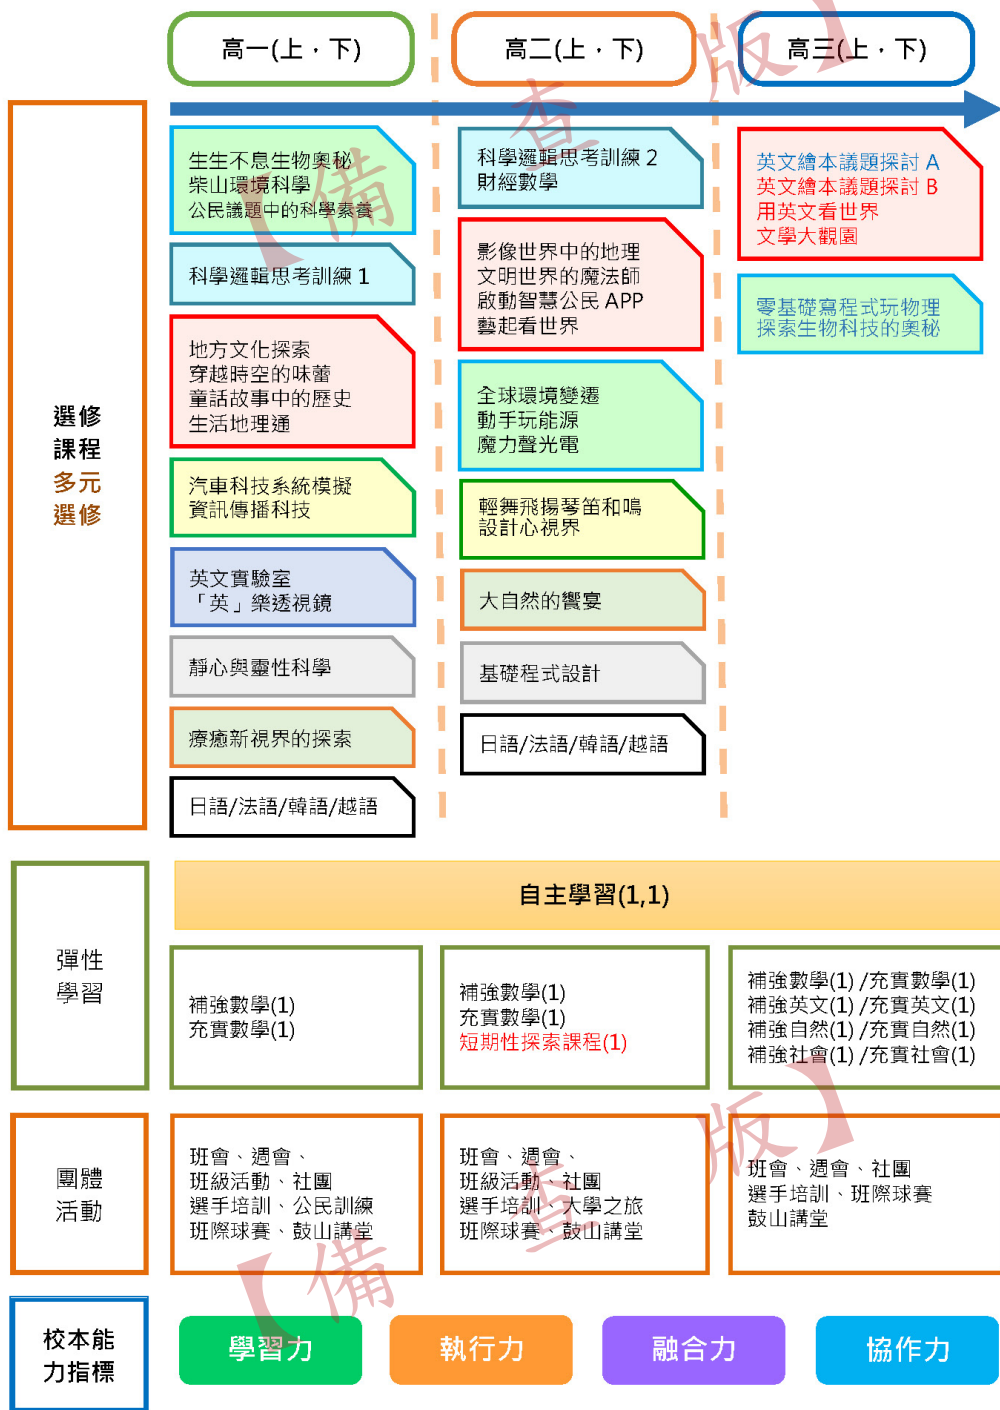 高一(上・下)
高二(上・下)
高三(上・下)
選修
課程
多元
選修
生生不息生物奧秘
柴山環境科學
公民議題中的科學素養
科學邏輯思考訓練 1
地方文化探索
穿越時空的味蕾
童話故事中的歷史
生活地理通
汽車科技系統模擬
資訊傳播科技
英文實驗室
「英」樂透視鏡
靜心與靈性科學
療癒新視界的探索
日語/法語/韓語/越語
科學邏輯思考訓練 2
財經數學
影像世界中的地理
文明世界的魔法師
啟動智慧公民 APP
藝起看世界
全球環境變遷
動手玩能源
魔力聲光電
輕舞飛揚琴笛和鳴
設計心視界
大自然的饗宴
基礎程式設計
日語/法語/韓語/越語
英文繪本議題探討 A
英文繪本議題探討 B
用英文看世界
文學大觀園
零基礎寫程式玩物理
探索生物科技的奧秘
彈性
學習
自主學習(1,1)
補強數學(1)
充實數學(1)
補強數學(1)
充實數學(1)
短期性探索課程(1)
補強數學(1) /充實數學(1)
補強英文(1) /充實英文(1)
補強自然(1) /充實自然(1)
補強社會(1) /充實社會(1)
團體
活動
班會、週會、
班級活動、社團
選手培訓、公民訓練
班際球賽、鼓山講堂
班會、週會、
班級活動、社團
選手培訓、大學之旅
班際球賽、鼓山講堂
班會、週會、社團
選手培訓、班際球賽
鼓山講堂
校本能
力指標
學習力
執行力
融合力
協作力
【備查版】
【備查版】